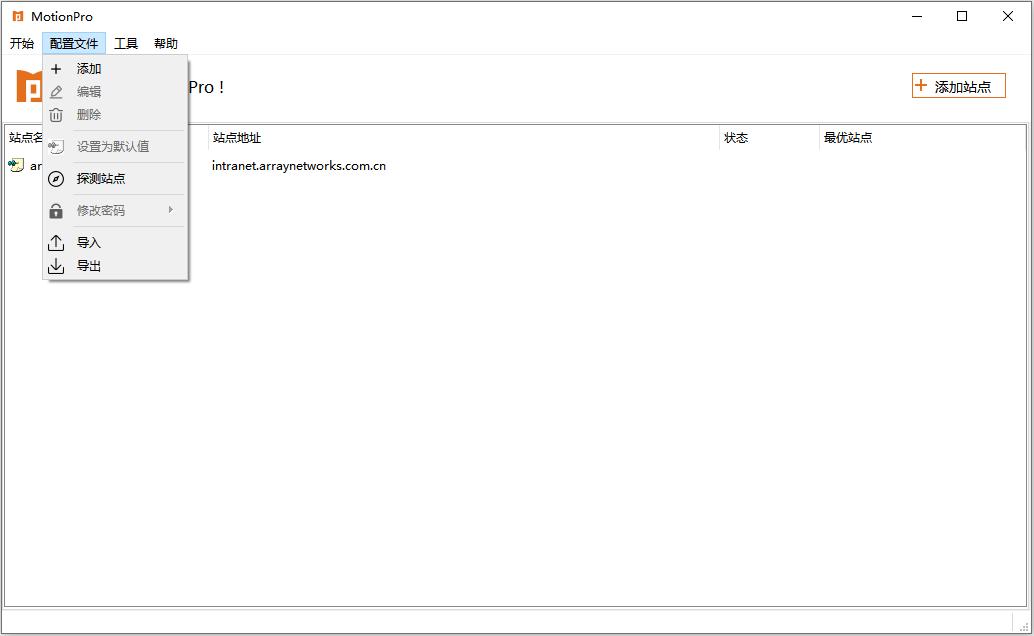 MotionPro
开始 配置文件 工具 帮助
添加
编辑
删除
设置为默认值
探测站点
修改密码
导入
导出
Pro !
添加站点
站点名 站点地址 状态 最优站点
ar intranet.arraynetworks.com.cn